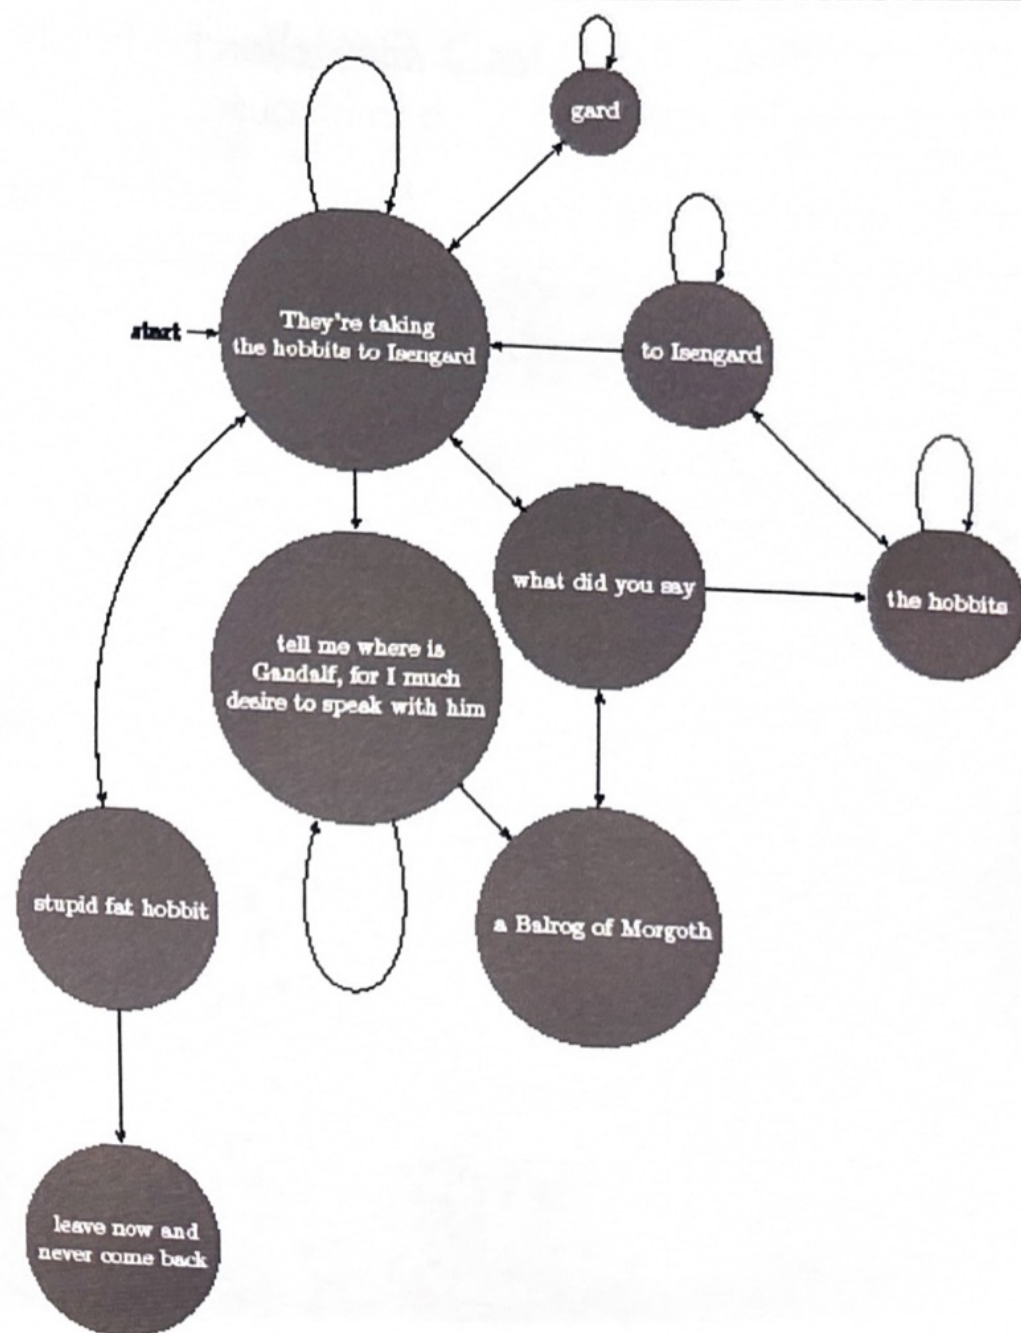 gard
They're taking
the hobbits to Isengard
start
to Isengard
what did you say
the hobbits
tell me where is
Gandalf, for I much
desire to speak with him
stupid fat hobbit
a Balrog of Morgoth
leave now and
never come back